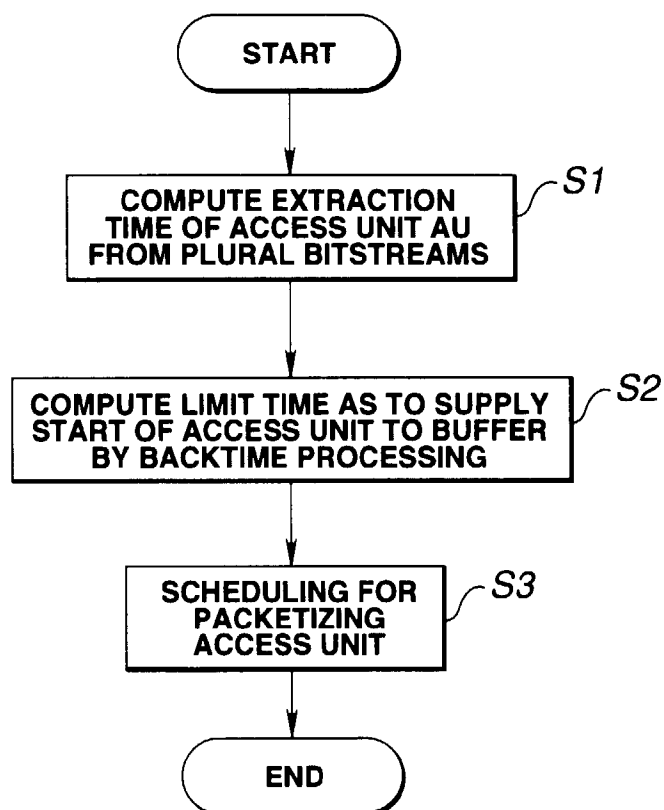 START
COMPUTE EXTRACTION
TIME OF ACCESS UNIT AU
FROM PLURAL BITSTREAMS
S1
COMPUTE LIMIT TIME AS TO SUPPLY
START OF ACCESS UNIT TO BUFFER
BY BACKTIME PROCESSING
S2
SCHEDULING FOR
PACKETIZING
ACCESS UNIT
S3
END